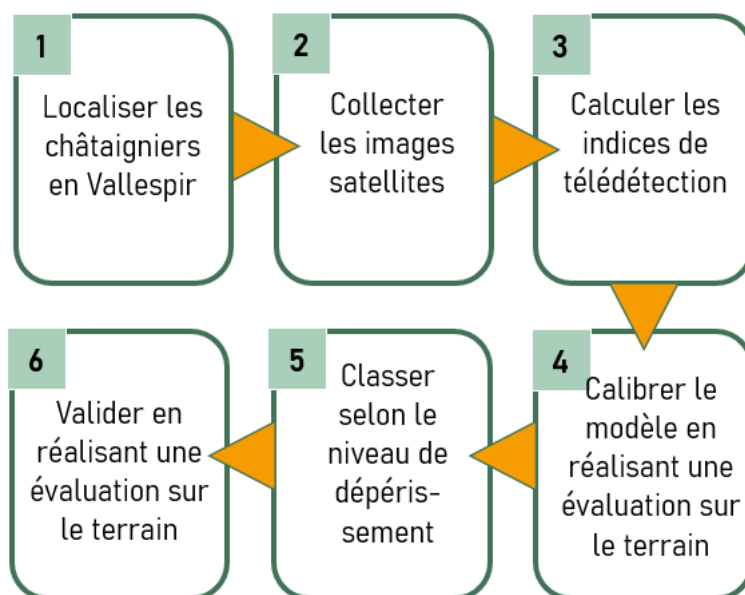 1
Localiser les
châtaigniers
en Vallespir
2
Collecter
les images
satellites
3
Calculer les
indices de
télédétection
4
Calibrer le
modèle en
réalisant une
évaluation sur
le terrain
5
Classer
selon le
niveau de
dépéris-
sement
6
Valider en
réalisant une
évaluation sur
le terrain